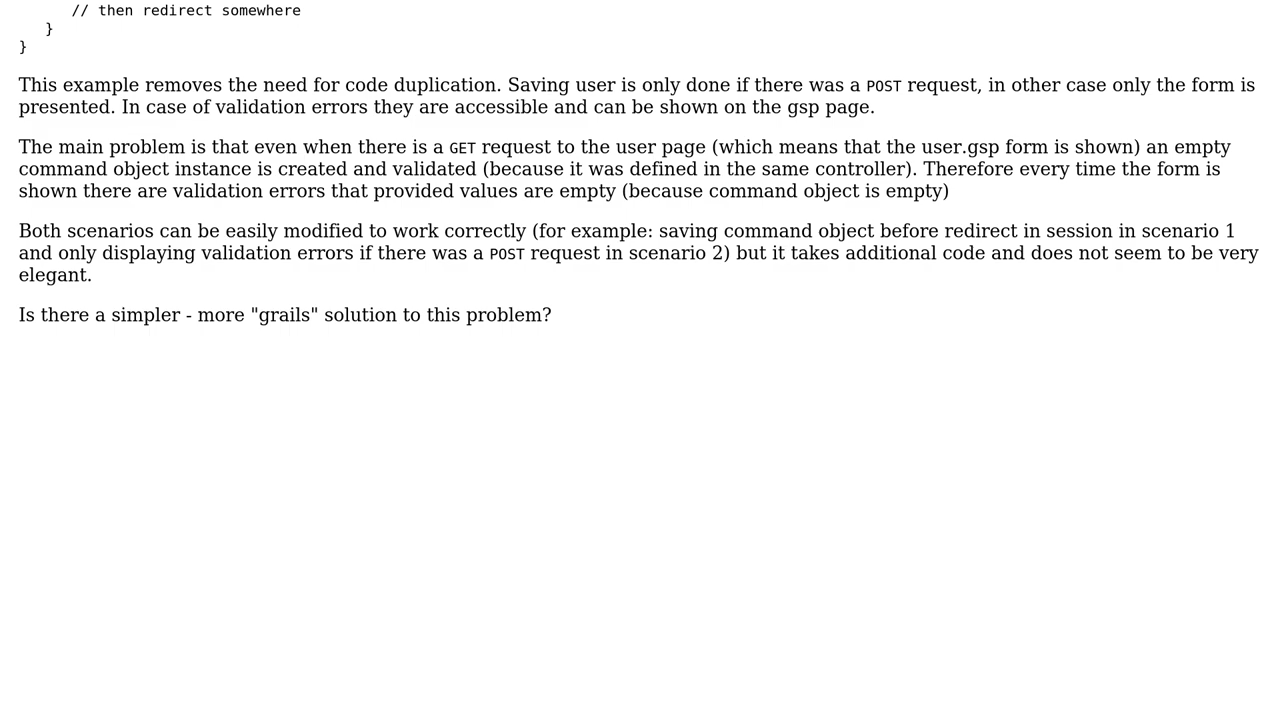 // then redirect somewhere
}
}
This example removes the need for code duplication. Saving user is only done if there was a POST request, in other case only the form is
presented. In case of validation errors they are accessible and can be shown on the gsp page.
The main problem is that even when there is a GET request to the user page (which means that the user.gsp form is shown) an empty
command object instance is created and validated (because it was defined in the same controller). Therefore every time the form is
shown there are validation errors that provided values are empty (because command object is empty)
Both scenarios can be easily modified to work correctly (for example: saving command object before redirect in session in scenario 1
and only displaying validation errors if there was a POST request in scenario 2) but it takes additional code and does not seem to be very
elegant.
Is there a simpler - more "grails" solution to this problem?